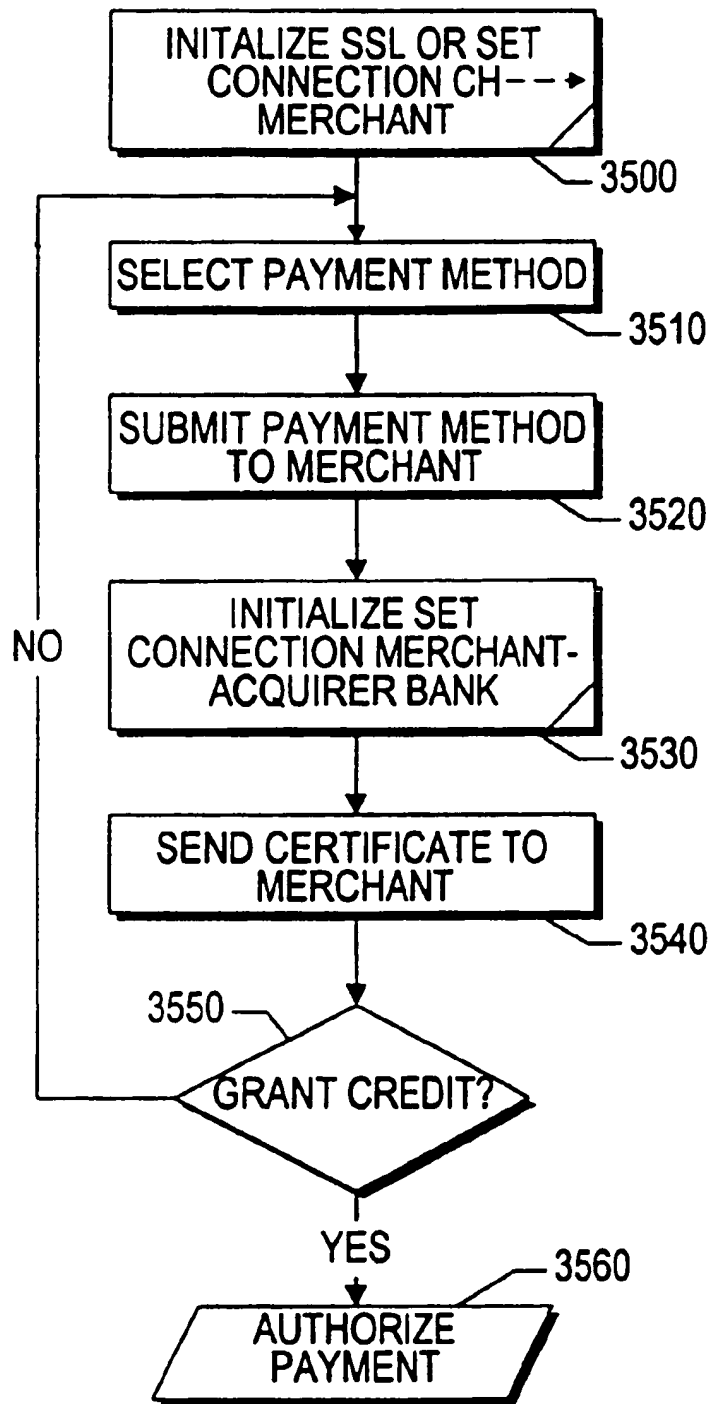 INITALIZE SSL OR SET
CONNECTION CH-->
MERCHANT
3500
SELECT PAYMENT METHOD
3510
SUBMIT PAYMENT METHOD
TO MERCHANT
3520
INITIALIZE SET
CONNECTION MERCHANT-
ACQUIRER BANK
3530
NO
SEND CERTIFICATE TO
MERCHANT
3540
3550
GRANT CREDIT?
YES
3560
AUTHORIZE
PAYMENT